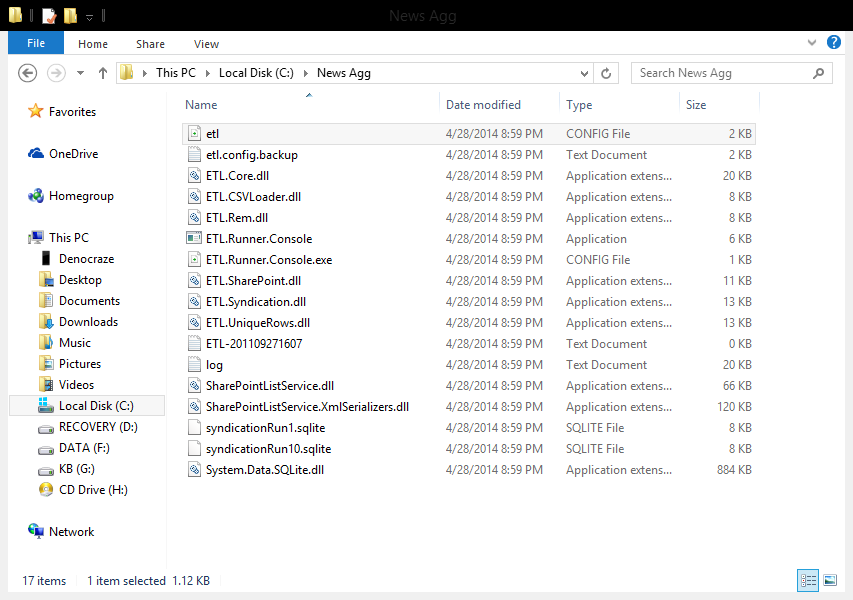 News Agg
File Home Share View
This PC Local Disk (C:) News Agg Search News Agg
Name Date modified Type Size
Favorites
OneDrive
Homegroup
This PC
Denocraze
Desktop
Documents
Downloads
Music
Pictures
Videos
Local Disk (C:)
RECOVERY (D:)
DATA (F:)
KB (G:)
CD Drive (H:)
Network
etl 4/28/2014 8:59 PM CONFIG File 2 KB
etl.config.backup 4/28/2014 8:59 PM Text Document 2 KB
ETL.Core.dll 4/28/2014 8:59 PM Application extens... 20 KB
ETL.CSVLoader.dll 4/28/2014 8:59 PM Application extens... 8 KB
ETL.Rem.dll 4/28/2014 8:59 PM Application extens... 8 KB
ETL.Runner.Console 4/28/2014 8:59 PM Application 6 KB
ETL.Runner.Console.exe 4/28/2014 8:59 PM CONFIG File 1 KB
ETL.SharePoint.dll 4/28/2014 8:59 PM Application extens... 11 KB
ETL.Syndication.dll 4/28/2014 8:59 PM Application extens... 13 KB
ETL.UniqueRows.dll 4/28/2014 8:59 PM Application extens... 13 KB
ETL-201109271607 4/28/2014 8:59 PM Text Document 0 KB
log 4/28/2014 8:59 PM Text Document 20 KB
SharePointListService.dll 4/28/2014 8:59 PM Application extens... 66 KB
SharePointListService.XmlSerializers.dll 4/28/2014 8:59 PM Application extens... 120 KB
syndicationRun1.sqlite 4/28/2014 8:59 PM SQLITE File 8 KB
syndicationRun10.sqlite 4/28/2014 8:59 PM SQLITE File 8 KB
System.Data.SQLite.dll 4/28/2014 8:59 PM Application extens... 884 KB
17 items 1 item selected 1.12 KB